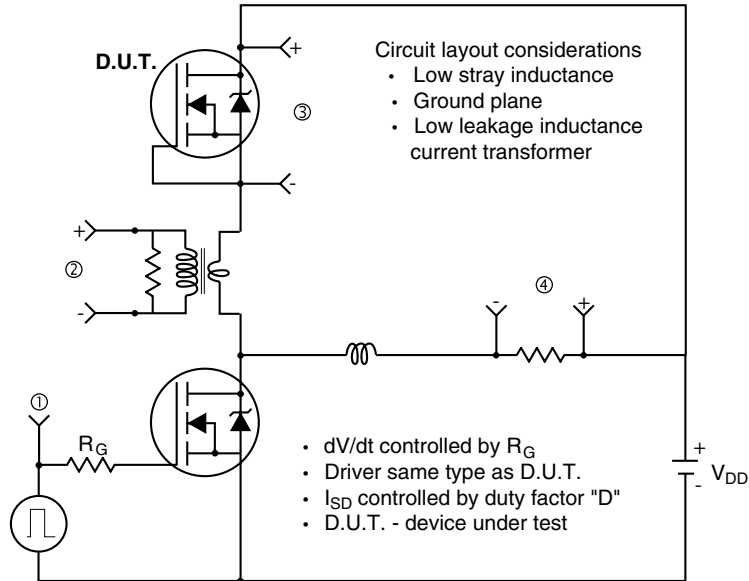 D.U.T.
+
-
③
Circuit layout considerations
• Low stray inductance
• Ground plane
• Low leakage inductance
current transformer
+
②
-
-
④
+
①
R_G
• dV/dt controlled by R_G
• Driver same type as D.U.T.
• I_SD controlled by duty factor "D"
• D.U.T. - device under test
+
-
V_DD